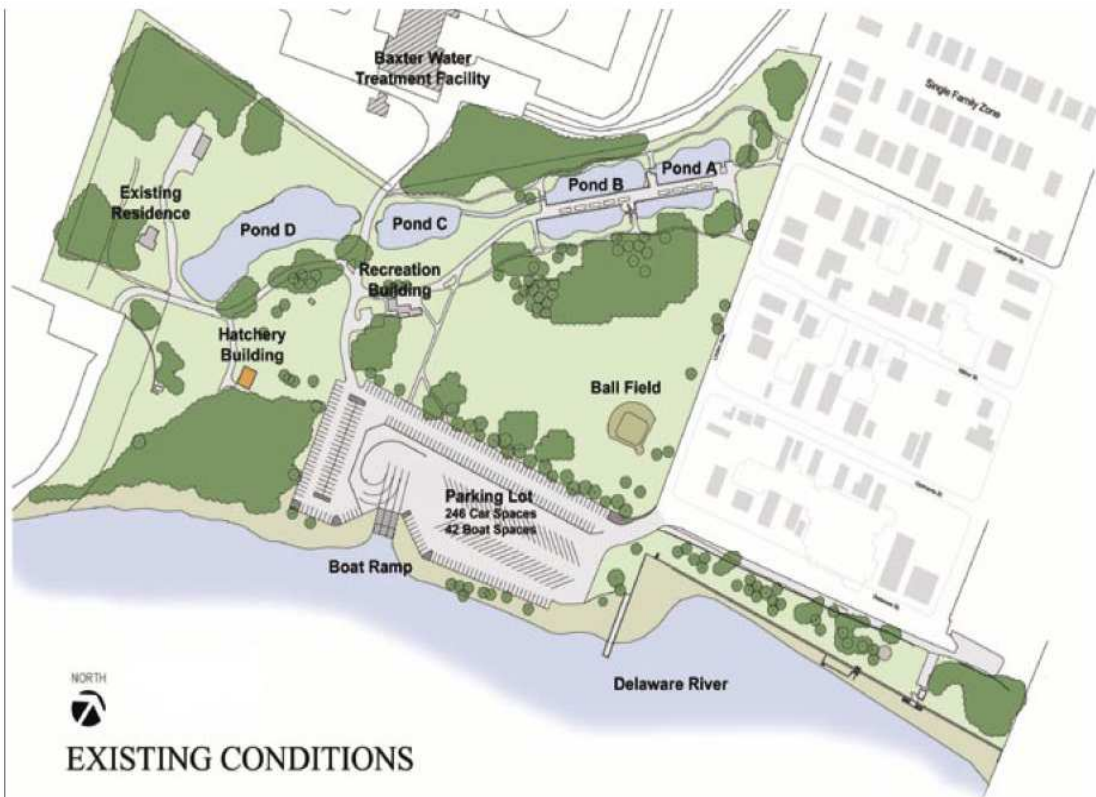 Baxter Water
Treatment Facility
Single Family Zone
Pond A
Pond B
Existing
Residence
Pond D
Pond C
Recreation
Building
Hatchery
Building
Ball Field
Parking Lot
246 Car Spaces
42 Boat Spaces
Boat Ramp
Delaware River
NORTH
EXISTING CONDITIONS